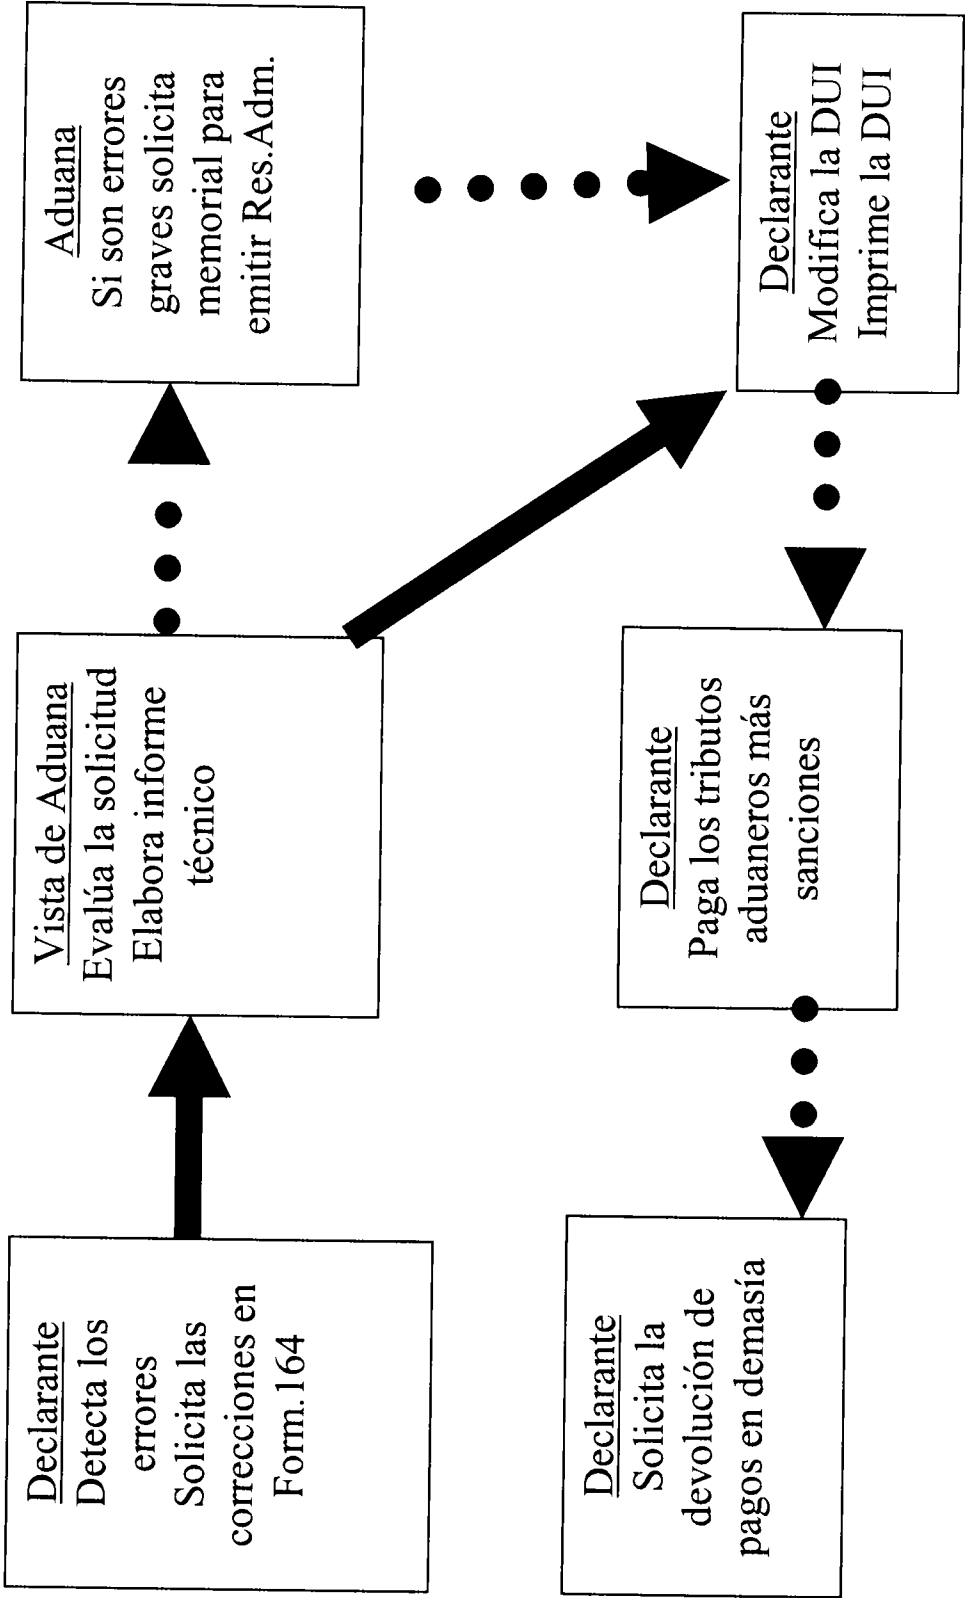 Declarante
Detecta los
errores
Solicita las
correcciones en
Form.164
Vista de Aduana
Evalúa la solicitud
Elabora informe
técnico
Aduana
Si son errores
graves solicita
memorial para
emitir Res.Adm.
Declarante
Modifica la DUI
Imprime la DUI
Declarante
Paga los tributos
aduaneros más
sanciones
Declarante
Solicita la
devolución de
pagos en demasía